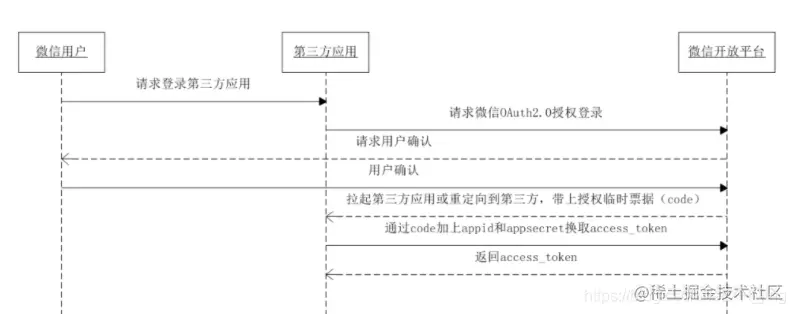 微信用户
第三方应用
微信开放平台
请求登录第三方应用
请求微信OAuth2.0授权登录
请求用户确认
用户确认
拉起第三方应用或重定向到第三方，带上授权临时票据（code）
通过code加上appid和appsecret换取access_token
返回access_token
@稀土掘金技术社区